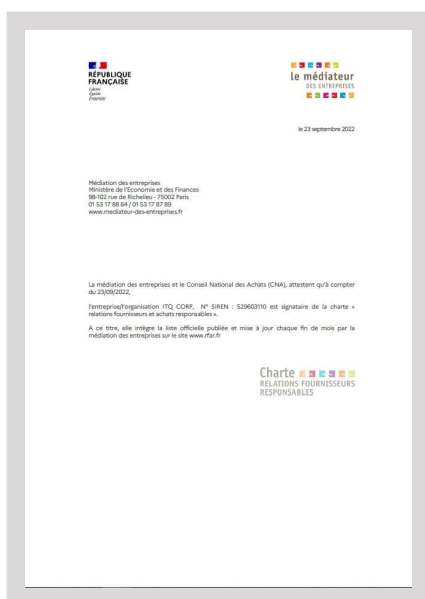 RÉPUBLIQUE
FRANÇAISE
Liberté
Égalité
Fraternité
le médiateur
DES ENTREPRISES
le 23 septembre 2022
Médiation des entreprises
Ministère de l'Economie et des Finances
98-102 rue de Richelieu - 75002 Paris
01 53 17 88 64 / 01 53 17 87 89
www.mediateur-des-entreprises.fr
La médiation des entreprises et le Conseil National des Achats (CNA), attestent qu'à compter
du 23/09/2022,
l'entreprise/l'organisation ITQ CORP, N° SIREN : 529603110 est signataire de la charte «
relations fournisseurs et achats responsables ».
A ce titre, elle intègre la liste officielle publiée et mise à jour chaque fin de mois par la
médiation des entreprises sur le site www.rfar.fr
Charte
RELATIONS FOURNISSEURS
RESPONSABLES